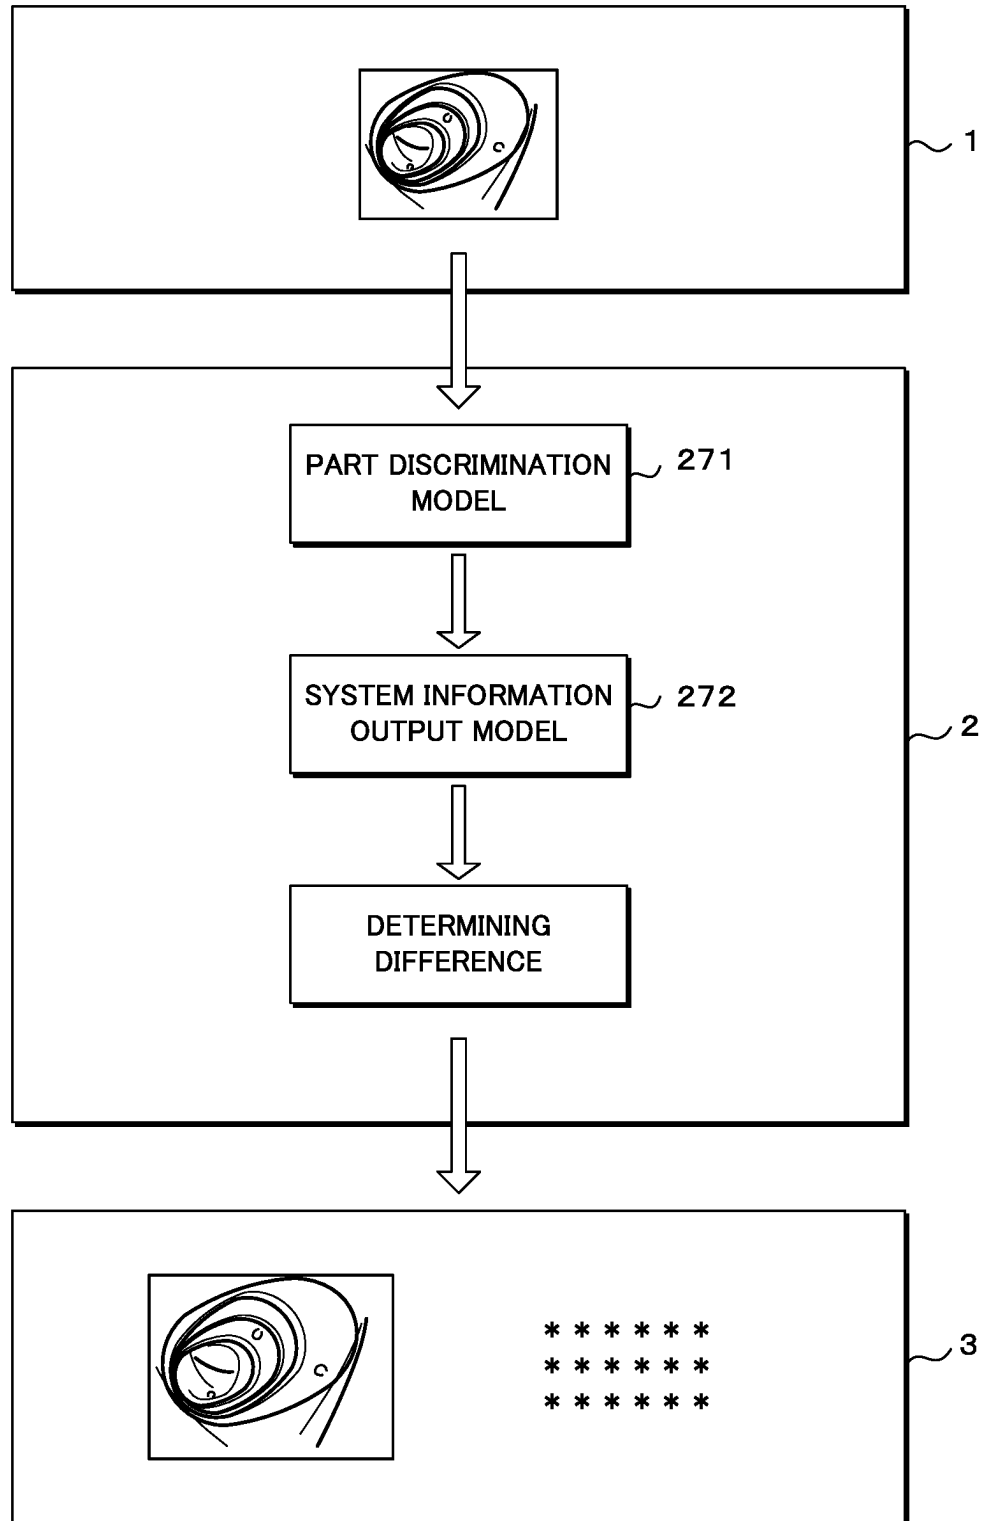 1
PART DISCRIMINATION
MODEL
271
SYSTEM INFORMATION
OUTPUT MODEL
272
2
DETERMINING
DIFFERENCE
* * * * * *
* * * * * *
* * * * * *
3